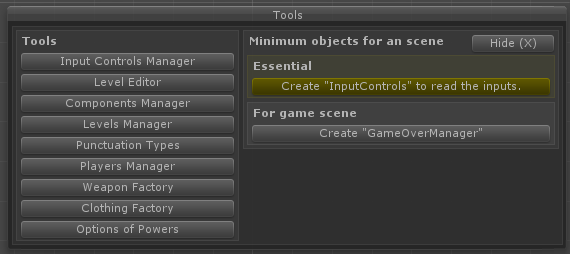 Tools
Tools
Input Controls Manager
Level Editor
Components Manager
Levels Manager
Punctuation Types
Players Manager
Weapon Factory
Clothing Factory
Options of Powers
Minimum objects for an scene
Hide (X)
Essential
Create "InputControls" to read the inputs.
For game scene
Create "GameOverManager"